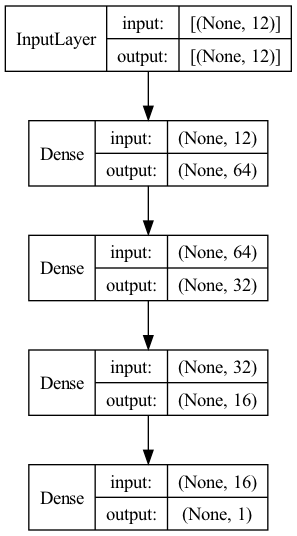 InputLayer input: [(None, 12)]
output: [(None, 12)]
Dense input: (None, 12)
output: (None, 64)
Dense input: (None, 64)
output: (None, 32)
Dense input: (None, 32)
output: (None, 16)
Dense input: (None, 16)
output: (None, 1)